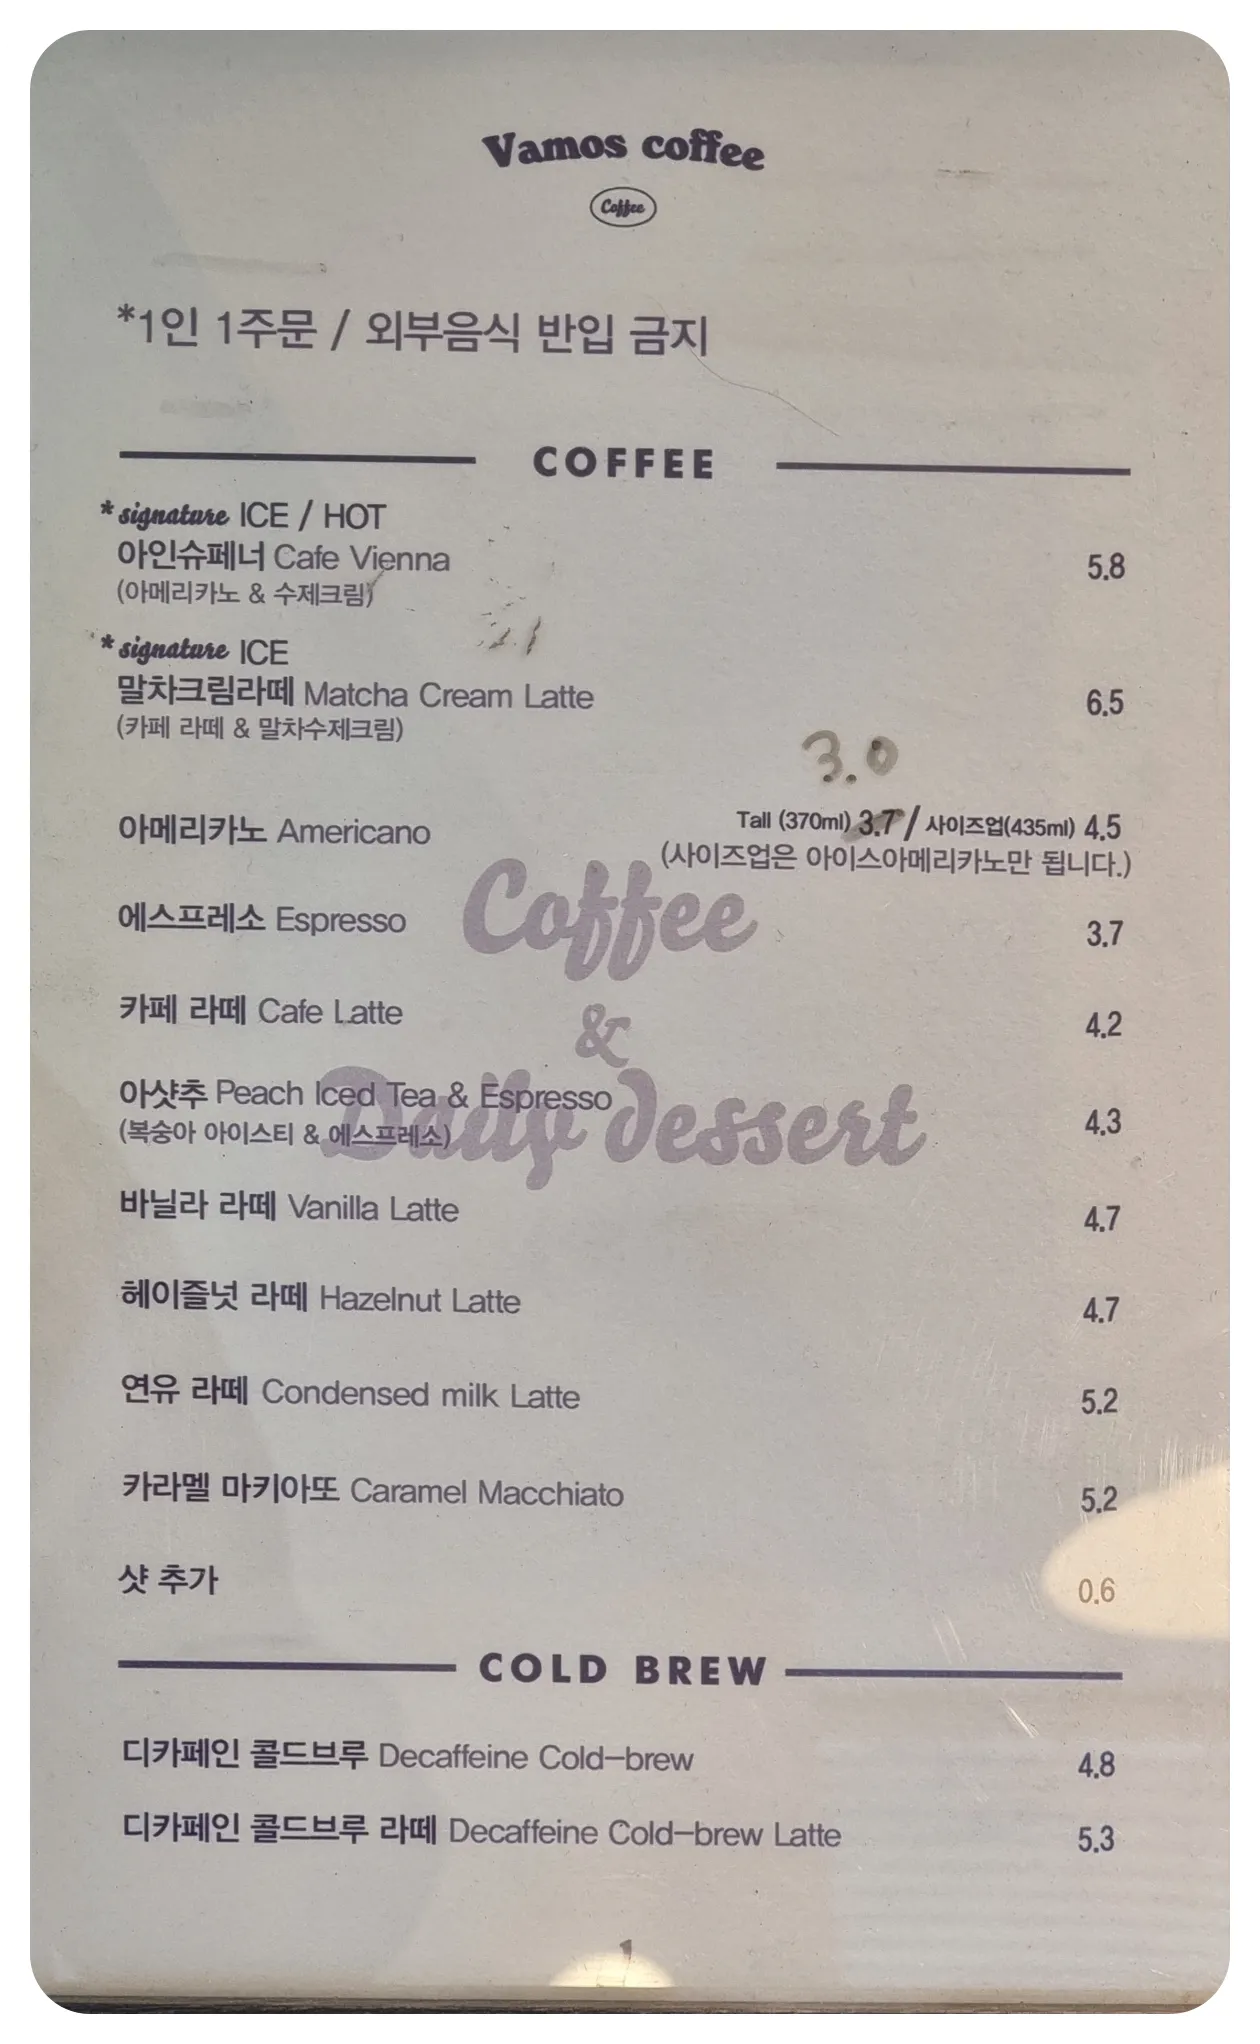 Vamos coffee
Coffee
*1인 1주문 / 외부음식 반입 금지
COFFEE
*signature ICE / HOT
아인슈페너 Cafe Vienna 5.8
(아메리카노 & 수제크림)
*signature ICE
말차크림라떼 Matcha Cream Latte 6.5
(카페 라떼 & 말차수제크림)
3.0
아메리카노 Americano Tall (370ml) 3.7 / 사이즈업(435ml) 4.5
(사이즈업은 아이스아메리카노만 됩니다.)
Coffee
에스프레소 Espresso 3.7
카페 라떼 Cafe Latte 4.2
&
아샷추 Peach Iced Tea & Espresso 4.3
(복숭아 아이스티 & 에스프레소)
Daily dessert
바닐라 라떼 Vanilla Latte 4.7
헤이즐넛 라떼 Hazelnut Latte 4.7
연유 라떼 Condensed milk Latte 5.2
카라멜 마키아또 Caramel Macchiato 5.2
샷 추가 0.6
COLD BREW
디카페인 콜드브루 Decaffeine Cold-brew 4.8
디카페인 콜드브루 라떼 Decaffeine Cold-brew Latte 5.3
1